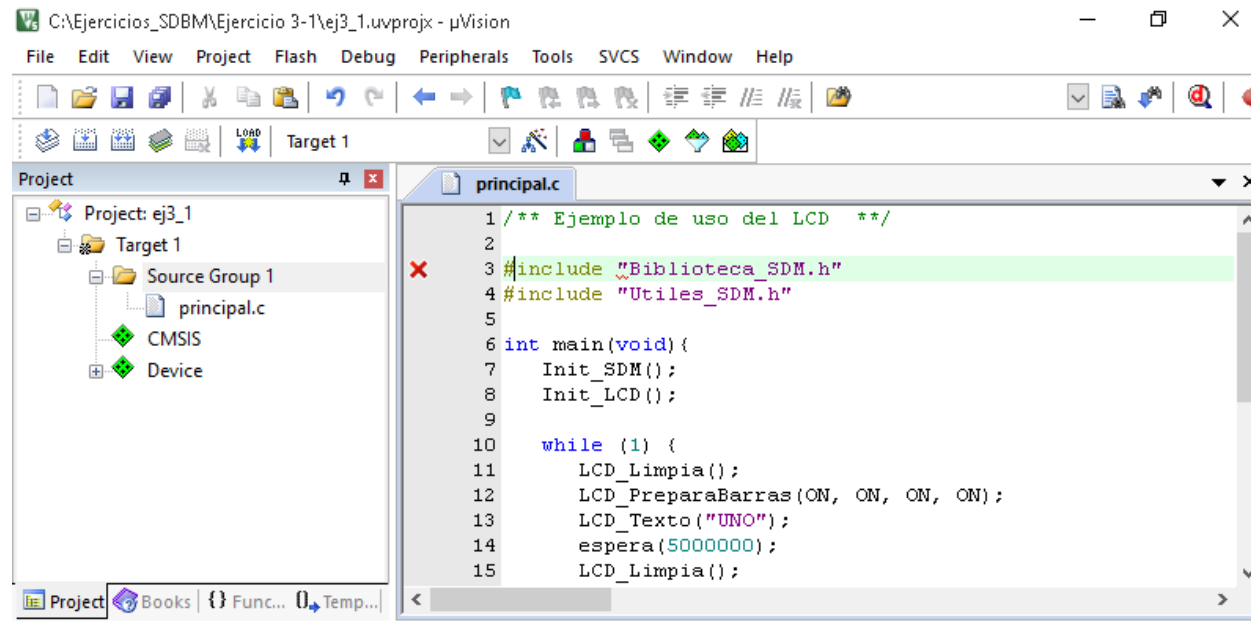 C:\Ejercicios_SDBM\Ejercicio 3-1\ej3_1.uvprojx - µVision
File Edit View Project Flash Debug Peripherals Tools SVCS Window Help
LOAD Target 1
Project
principal.c
Project: ej3_1
Target 1
Source Group 1
principal.c
CMSIS
Device
1 /** Ejemplo de uso del LCD **/
2
3 #include "Biblioteca_SDM.h"
4 #include "Utiles_SDM.h"
5
6 int main(void){
7 Init_SDM();
8 Init_LCD();
9
10 while (1) {
11 LCD_Limpia();
12 LCD_PreparaBarras(ON, ON, ON, ON);
13 LCD_Texto("UNO");
14 espera(5000000);
15 LCD_Limpia();
Project Books {} Func... 0 Temp...